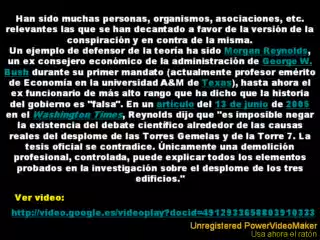 Han sido muchas personas, organismos, asociaciones, etc.
relevantes las que se han decantado a favor de la versión de la
conspiración y en contra de la misma.
Un ejemplo de defensor de la teoría ha sido Morgan Reynolds,
un ex consejero económico de la administración de George W.
Bush durante su primer mandato (actualmente profesor emérito
de Economía en la universidad A&M de Texas), hasta ahora el
ex funcionario de más alto rango que ha dicho que la historia
del gobierno es "falsa". En un artículo del 13 de junio de 2005
en el Washington Times, Reynolds dijo que "es imposible negar
la existencia del debate científico alrededor de las causas
reales del desplome de las Torres Gemelas y de la Torre 7. La
tesis oficial se contradice. Únicamente una demolición
profesional, controlada, puede explicar todos los elementos
probados en la investigación sobre el desplome de los tres
edificios."
Ver video:
http://video.google.es/videoplay?docid=4912933658803910333
Unregistered PowerVideoMaker
Usa ahora el ratón